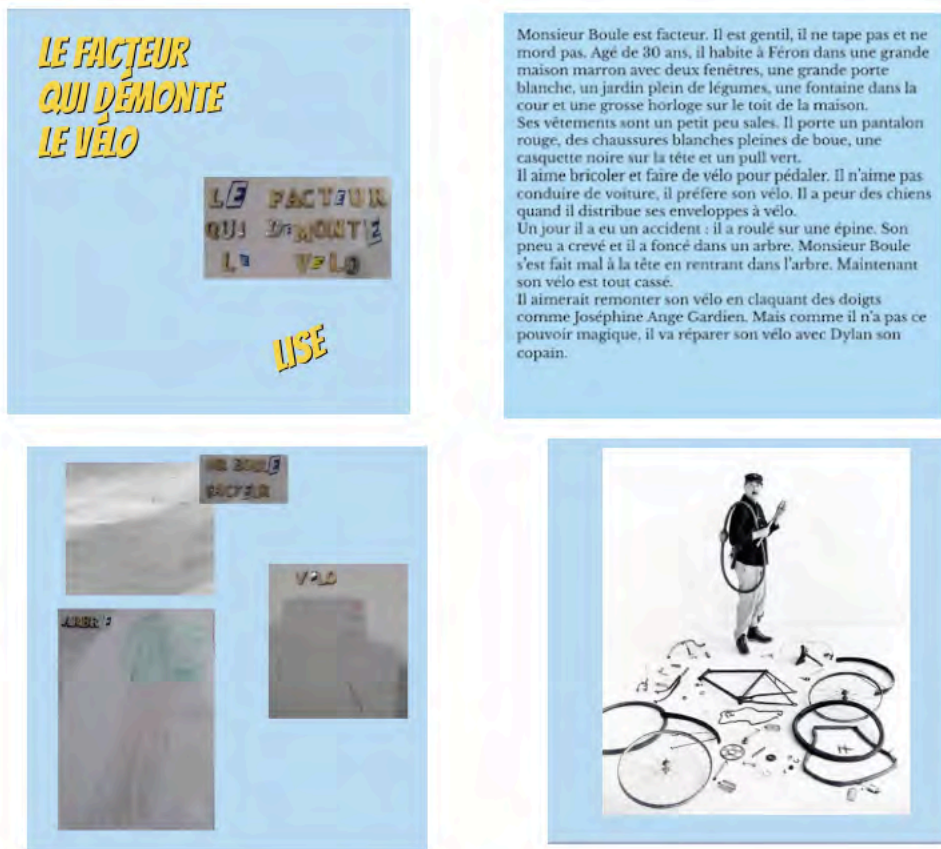 LE FACTEUR
QUI DÉMONTE
LE VÉLO
LE FACTEUR
QUI DEMONTE
LE VELO
LISE
Monsieur Boule est facteur. Il est gentil, il ne tape pas et ne
mord pas. Agé de 30 ans, il habite à Féron dans une grande
maison marron avec deux fenêtres, une grande porte
blanche, un jardin plein de légumes, une fontaine dans la
cour et une grosse horloge sur le toit de la maison.
Ses vêtements sont un petit peu sales. Il porte un pantalon
rouge, des chaussures blanches pleines de boue, une
casquette noire sur la tête et un pull vert.
Il aime bricoler et faire de vélo pour pédaler. Il n'aime pas
conduire de voiture, il préfère son vélo. Il a peur des chiens
quand il distribue ses enveloppes à vélo.
Un jour il a eu un accident : il a roulé sur une épine. Son
pneu a crevé et il a foncé dans un arbre. Monsieur Boule
s'est fait mal à la tête en rentrant dans l'arbre. Maintenant
son vélo est tout cassé.
Il aimerait remonter son vélo en claquant des doigts
comme Joséphine Ange Gardien. Mais comme il n'a pas ce
pouvoir magique, il va réparer son vélo avec Dylan son
copain.
MR BOULE
FACTEUR
VELO
ARBR